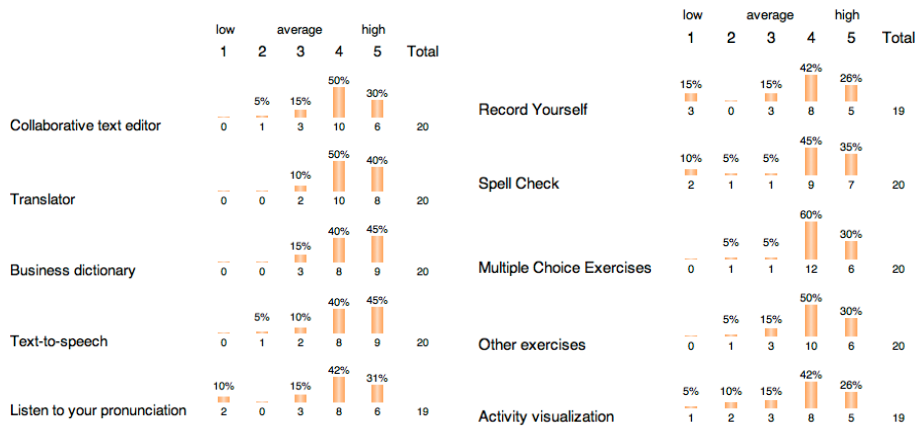 low average high
1 2 3 4 5 Total
50%
30%
5% 15%
Collaborative text editor 0 1 3 10 6 20
50%
40%
10%
Translator 0 0 2 10 8 20
40% 45%
15%
Business dictionary 0 0 3 8 9 20
40% 45%
5% 10%
Text-to-speech 0 1 2 8 9 20
42%
31%
10% 15%
Listen to your pronunciation 2 0 3 8 6 19
low average high
1 2 3 4 5 Total
42%
26%
15% 15%
Record Yourself 3 0 3 8 5 19
45%
35%
10% 5% 5%
Spell Check 2 1 1 9 7 20
60%
30%
5% 5%
Multiple Choice Exercises 0 1 1 12 6 20
50%
30%
5% 15%
Other exercises 0 1 3 10 6 20
42%
26%
5% 10% 15%
Activity visualization 1 2 3 8 5 19